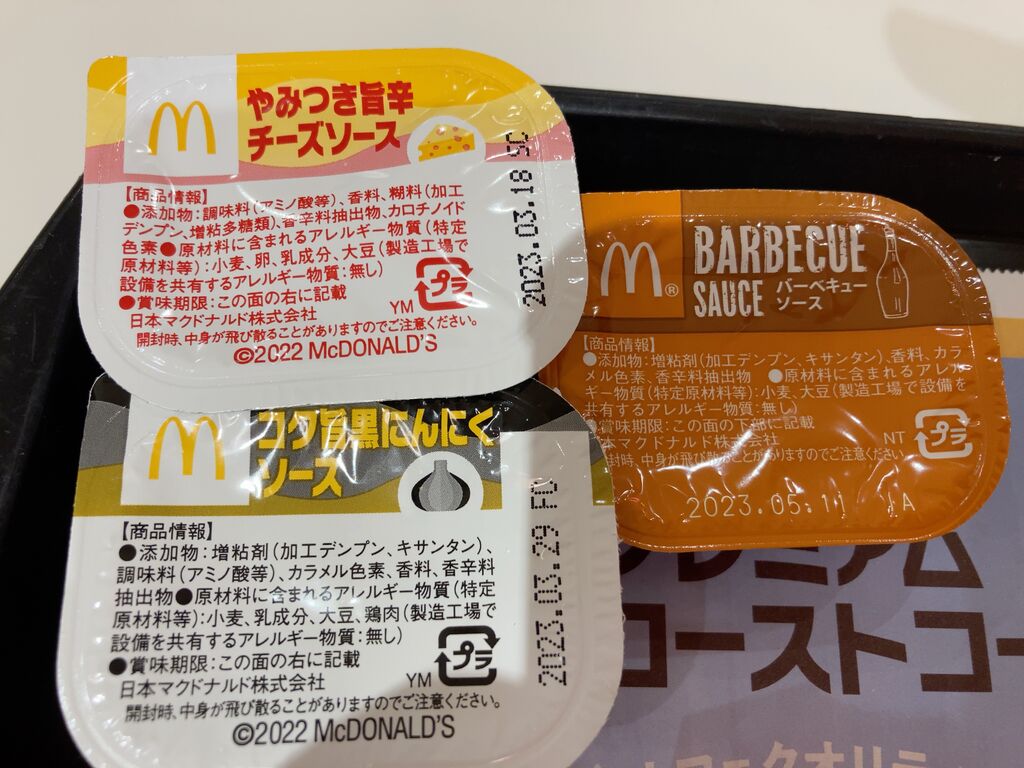 やみつき旨辛
チーズソース
【商品情報】
●添加物:調味料(アミノ酸等)、香料、糊料(加工
デンプン、増粘多糖類)、香辛料抽出物、カロチノイド
色素●原材料に含まれるアレルギー物質(特定
原材料等):小麦、卵、乳成分、大豆(製造工場で
設備を共有するアレルギー物質:無し)
●賞味期限:この面の右に記載
日本マクドナルド株式会社
YM
プラ
開封時、中身が飛び散ることがありますのでご注意ください。
©2022 McDONALD'S
2023.03.18 SC
BARBECUE
SAUCE
バーベキュー
ソース
【商品情報】
●添加物:増粘剤(加工デンプン、キサンタン)、香料、カラ
メル色素、香辛料抽出物 ●原材料に含まれるアレル
ギー物質(特定原材料等):小麦、大豆(製造工場で設備を
共有するアレルギー物質:無し)
●賞味期限:この面の下部に記載
本マクドナルド株式会社
NT
プラ
封時、中身が飛び散ることがありますのでご注意ください。
2023.05.11
コク旨黒にんにく
ソース
【商品情報】
●添加物:増粘剤(加工デンプン、キサンタン)、
調味料(アミノ酸等)、カラメル色素、香料、香辛料
抽出物●原材料に含まれるアレルギー物質(特定
原材料等):小麦、乳成分、大豆、鶏肉(製造工場で
設備を共有するアレルギー物質:無し)
●賞味期限:この面の右に記載
日本マクドナルド株式会社
YM
プラ
開封時、中身が飛び散ることがありますのでご注意ください。
©2022 McDONALD'S
2023.03.29
プレミアム
ローストコー